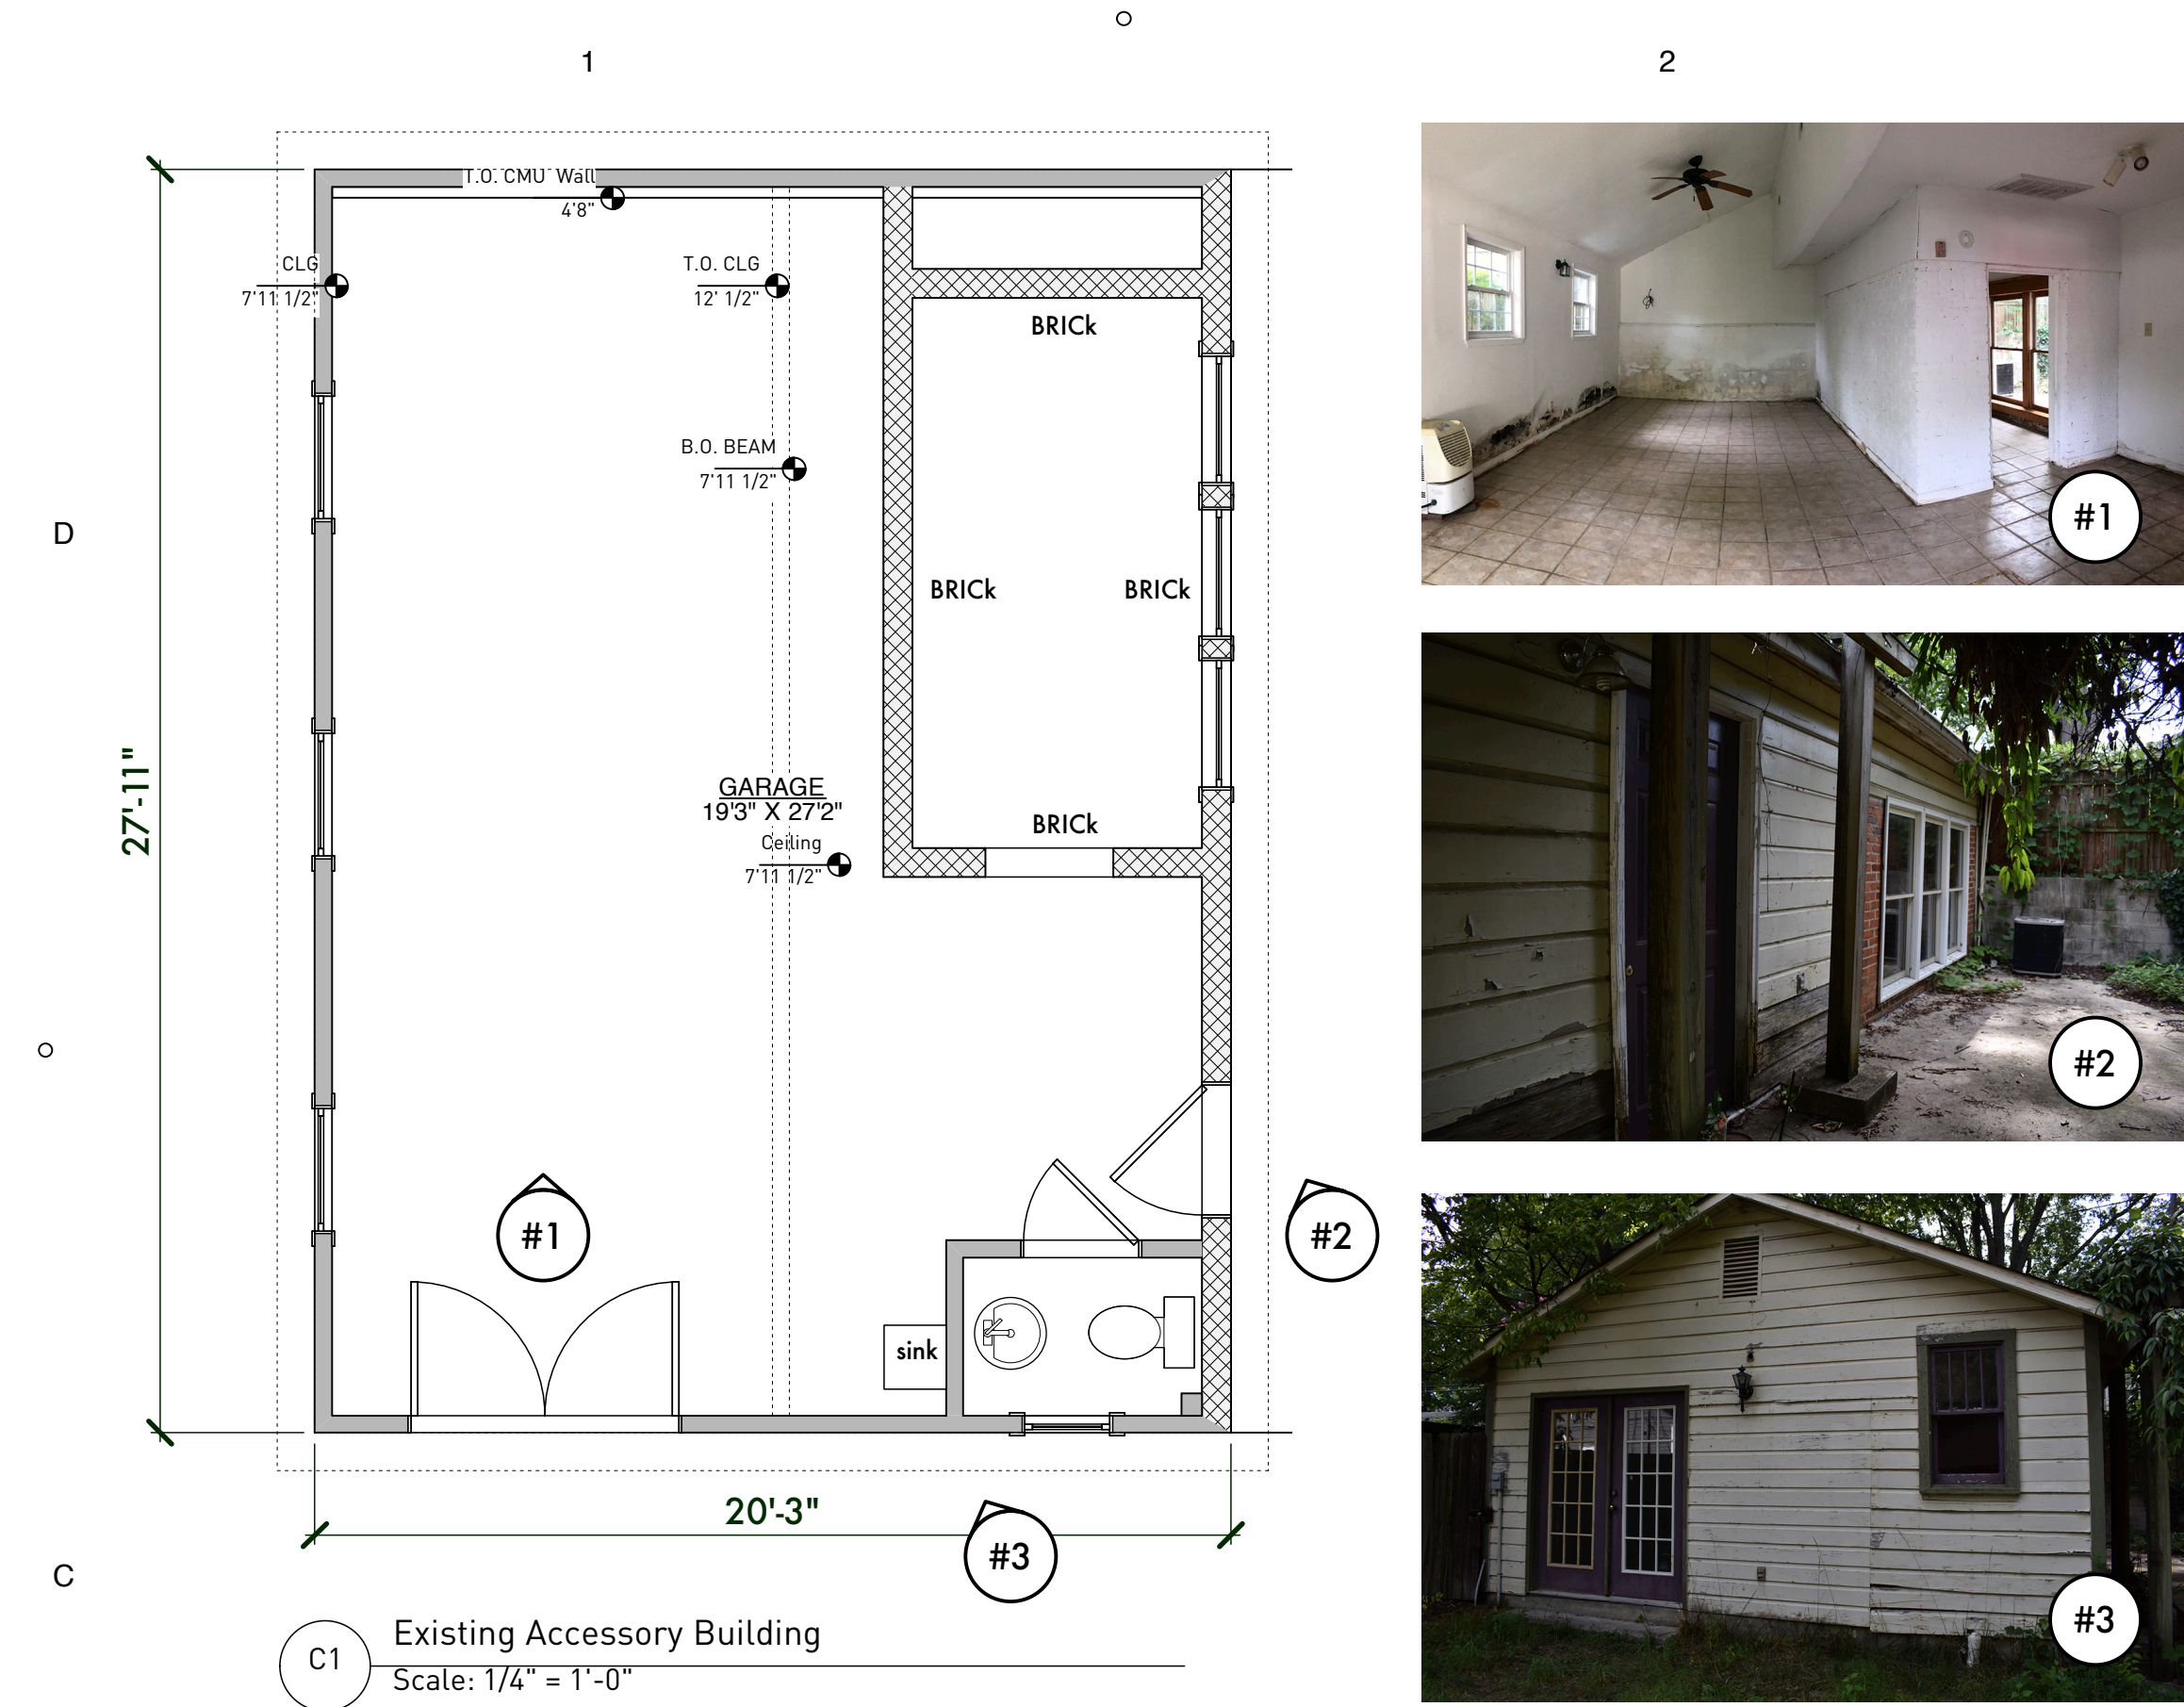 1
2
T.O. CMU Wall
4'8"
CLG
7'11 1/2"
T.O. CLG
12' 1/2"
BRICk
B.O. BEAM
7'11 1/2"
#1
D
BRICk
BRICk
27'-11"
GARAGE
19'3" X 27'2"
BRICk
Ceiling
7'11 1/2"
#2
#1
#2
sink
20'-3"
#3
C
#3
C1
Existing Accessory Building
Scale: 1/4" = 1'-0"